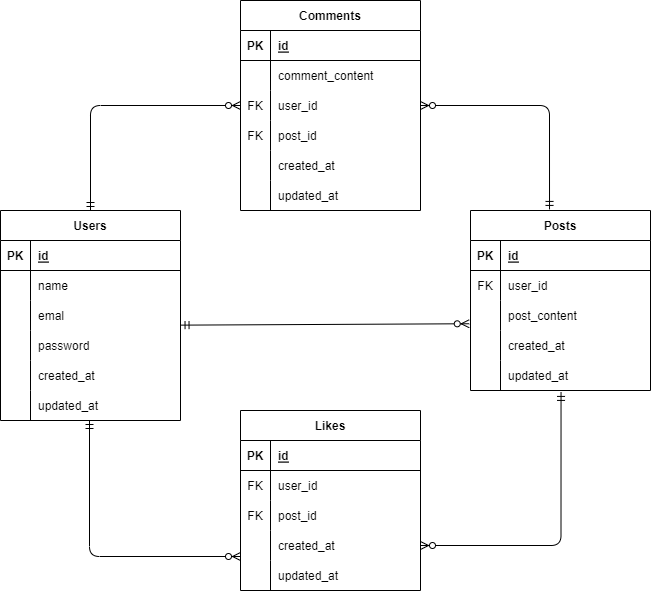 Comments
PK id
comment_content
FK user_id
FK post_id
created_at
updated_at
Users
PK id
name
emal
password
created_at
updated_at
Posts
PK id
FK user_id
post_content
created_at
updated_at
Likes
PK id
FK user_id
FK post_id
created_at
updated_at